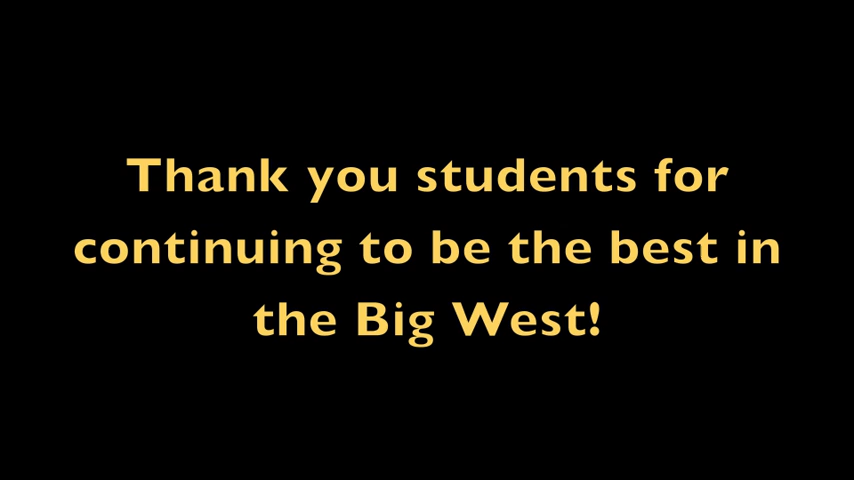 Thank you students for
continuing to be the best in
the Big West!